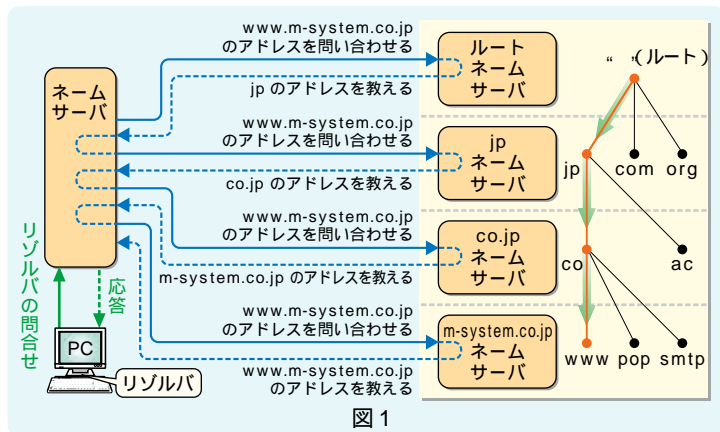 www.m-system.co.jp
のアドレスを問い合わせる
jp のアドレスを教える
www.m-system.co.jp
のアドレスを問い合わせる
co.jp のアドレスを教える
www.m-system.co.jp
のアドレスを問い合わせる
m-system.co.jp のアドレスを教える
www.m-system.co.jp
のアドレスを問い合わせる
www.m-system.co.jp
のアドレスを教える
ネーム
サーバ
リゾルバの問合せ
応答
PC
リゾルバ
ルート
ネーム
サーバ
jp
ネーム
サーバ
co.jp
ネーム
サーバ
m-system.co.jp
ネーム
サーバ
“ ”(ルート)
jp com org
co ac
www pop smtp
図1